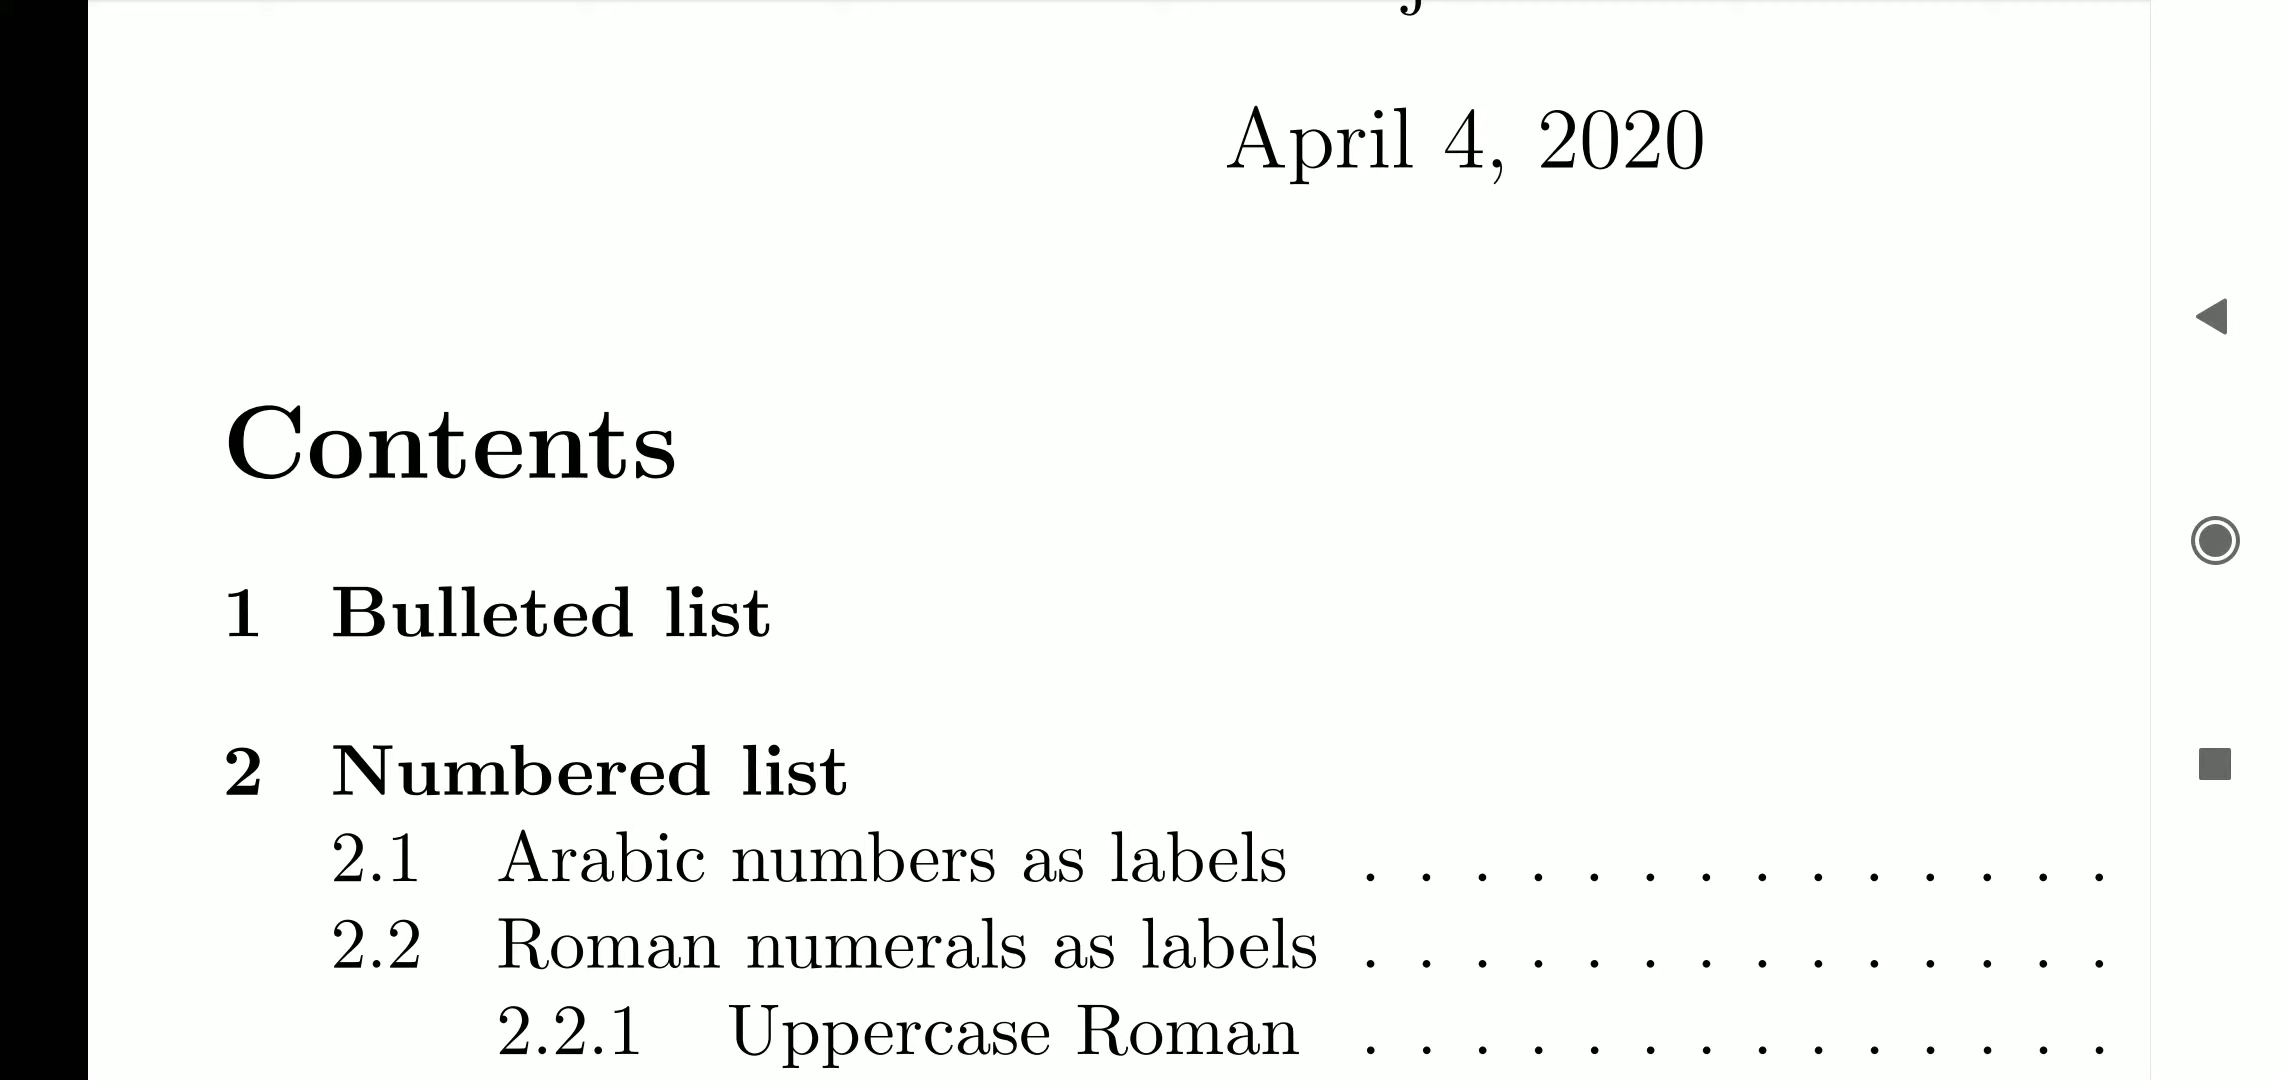 April 4, 2020
Contents
1 Bulleted list
2 Numbered list
2.1 Arabic numbers as labels . . . . . . . . . . . . . .
2.2 Roman numerals as labels . . . . . . . . . . . . . .
2.2.1 Uppercase Roman . . . . . . . . . . . . . .